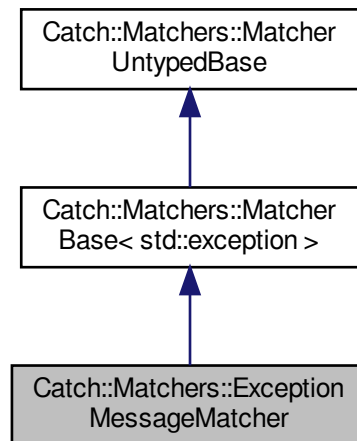 Catch::Matchers::Matcher
UntypedBase
Catch::Matchers::Matcher
Base< std::exception >
Catch::Matchers::Exception
MessageMatcher